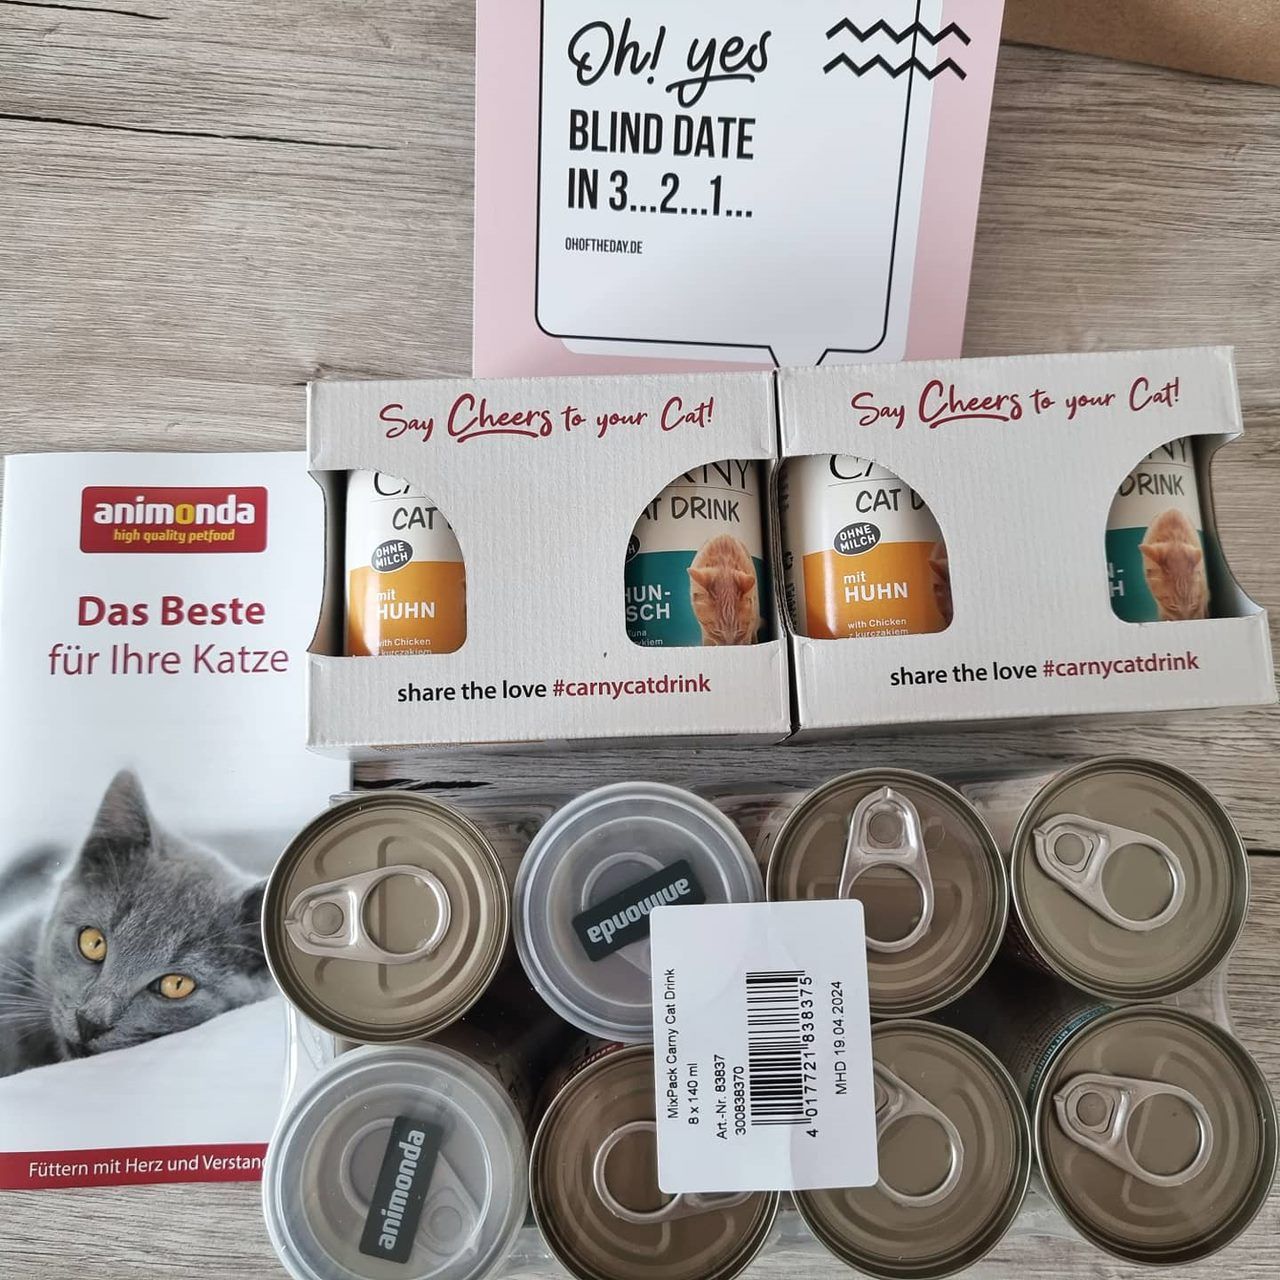 Oh! yes
BLIND DATE
IN 3...2...1...
OHOFTHEDAY.DE
Say Cheers to your Cat!
CAT
OHNE
MILCH
mit
HUHN
with Chicken
z kurczakiem
DRINK
share the love #carnycatdrink
Say Cheers to your Cat!
CAT D
OHNE
MILCH
mit
HUHN
with Chicken
z kurczakiem
DRINK
share the love #carnycatdrink
animonda
high quality petfood
Das Beste
für Ihre Katze
Füttern mit Herz und Verstand
animonda
animonda
MixPack Carny Cat Drink
8 x 140 ml
Art.-Nr. 83837
300838370
4 017721 838375
MHD 19.04.2024